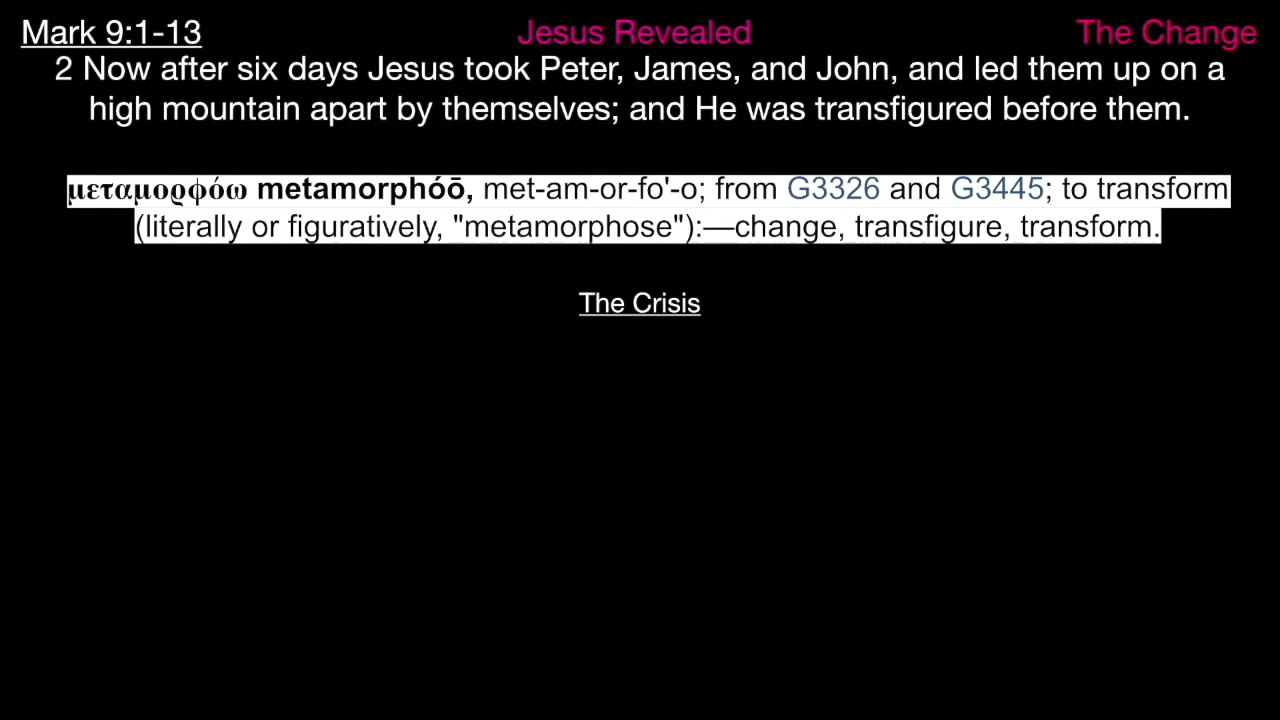 Mark 9:1-13 Jesus Revealed The Change
2 Now after six days Jesus took Peter, James, and John, and led them up on a
high mountain apart by themselves; and He was transfigured before them.
μεταμορφόω metamorphóō, met-am-or-fo'-o; from G3326 and G3445; to transform
(literally or figuratively, "metamorphose"):—change, transfigure, transform.
The Crisis